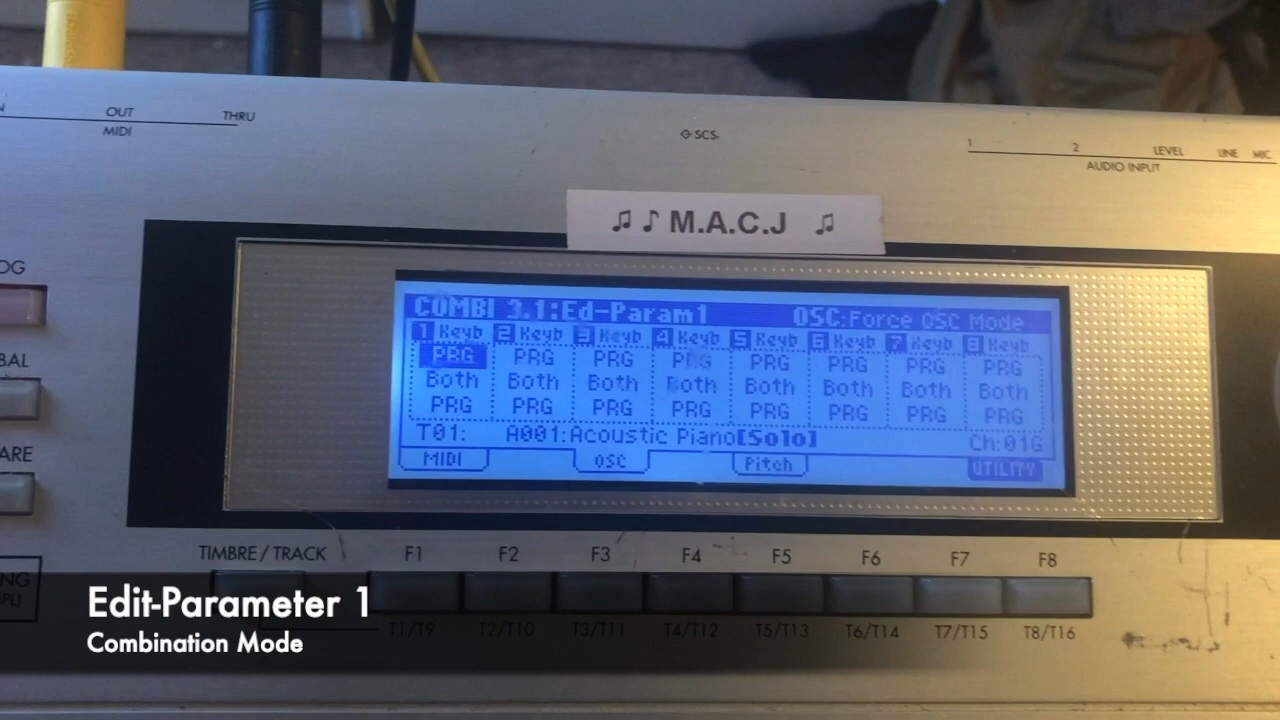 OUT
THRU
MIDI
SCS
1
2
LEVEL
LINE
MIC
AUDIO INPUT
♫ ♪ M.A.C.J ♫
COMBI 3.1:Ed-Param1 OSC:Force OSC Mode
1 Keyb 2 Keyb 3 Keyb 4 Keyb 5 Keyb 6 Keyb 7 Keyb 8 Keyb
PRG PRG PRG PRG PRG PRG PRG PRG
Both Both Both Both Both Both Both Both
PRG PRG PRG PRG PRG PRG PRG PRG
T01: A001:Acoustic Piano[Solo] Ch:01G
MIDI OSC Pitch UTILITY
TIMBRE / TRACK F1 F2 F3 F4 F5 F6 F7 F8
T1/T9 T2/T10 T3/T11 T4/T12 T5/T13 T6/T14 T7/T15 T8/T16
Edit-Parameter 1
Combination Mode